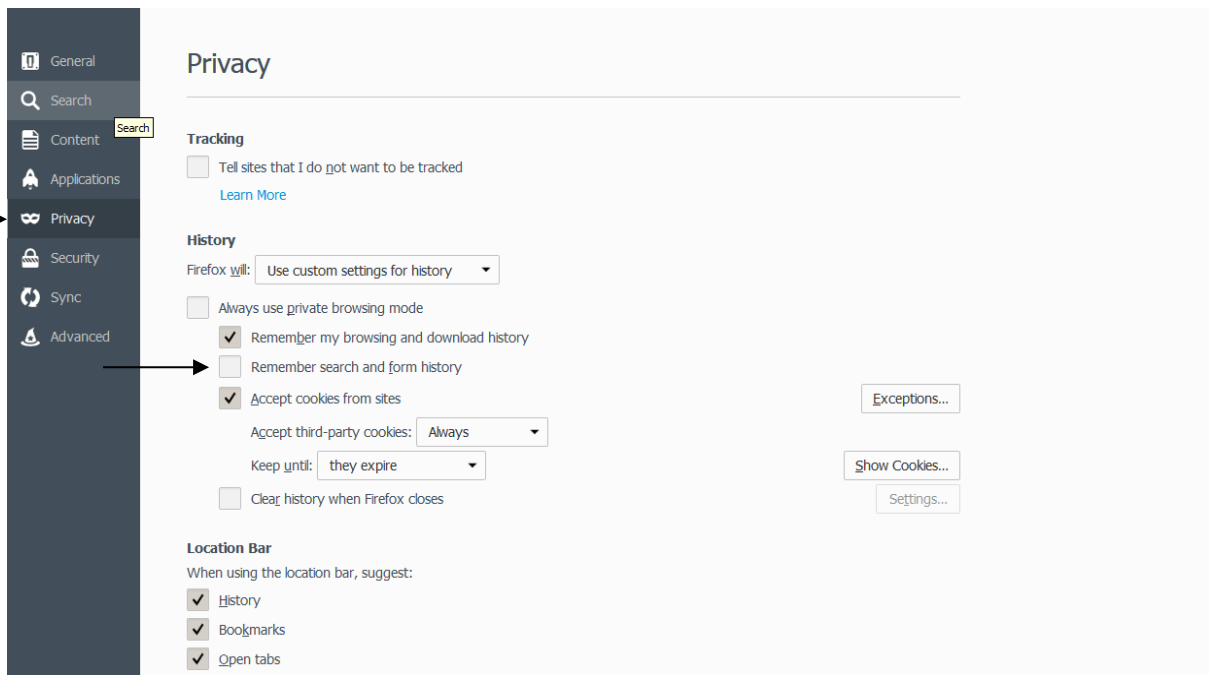 General
Search
Search
Content
Applications
Privacy
Security
Sync
Advanced
Privacy
Tracking
Tell sites that I do not want to be tracked
Learn More
History
Firefox will: Use custom settings for history
Always use private browsing mode
Remember my browsing and download history
Remember search and form history
Accept cookies from sites Exceptions...
Accept third-party cookies: Always
Keep until: they expire Show Cookies...
Clear history when Firefox closes Settings...
Location Bar
When using the location bar, suggest:
History
Bookmarks
Open tabs